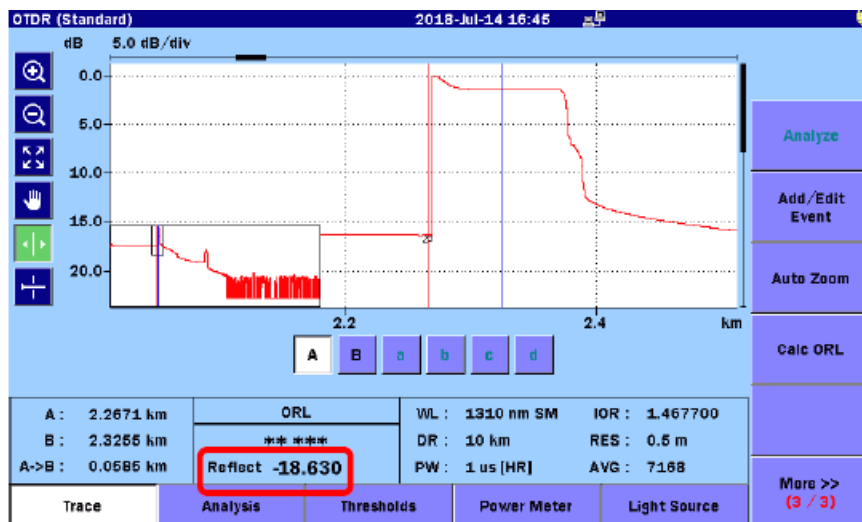 OTDR (Standard) 2018-Jul-14 16:45
dB 5.0 dB/div
0.0
5.0
10.0
15.0
20.0
2.2 2.4 km
A B a b c d
Analyze
Add/Edit
Event
Auto Zoom
Calc ORL
More >>
(3 / 3)
A : 2.2671 km
B : 2.3255 km
A->B : 0.0585 km
ORL
** ** ***
Reflect -18.630
WL : 1310 nm SM IOR : 1.467700
DR : 10 km RES : 0.5 m
PW : 1 us [HR] AVG : 7168
Trace Analysis Thresholds Power Meter Light Source